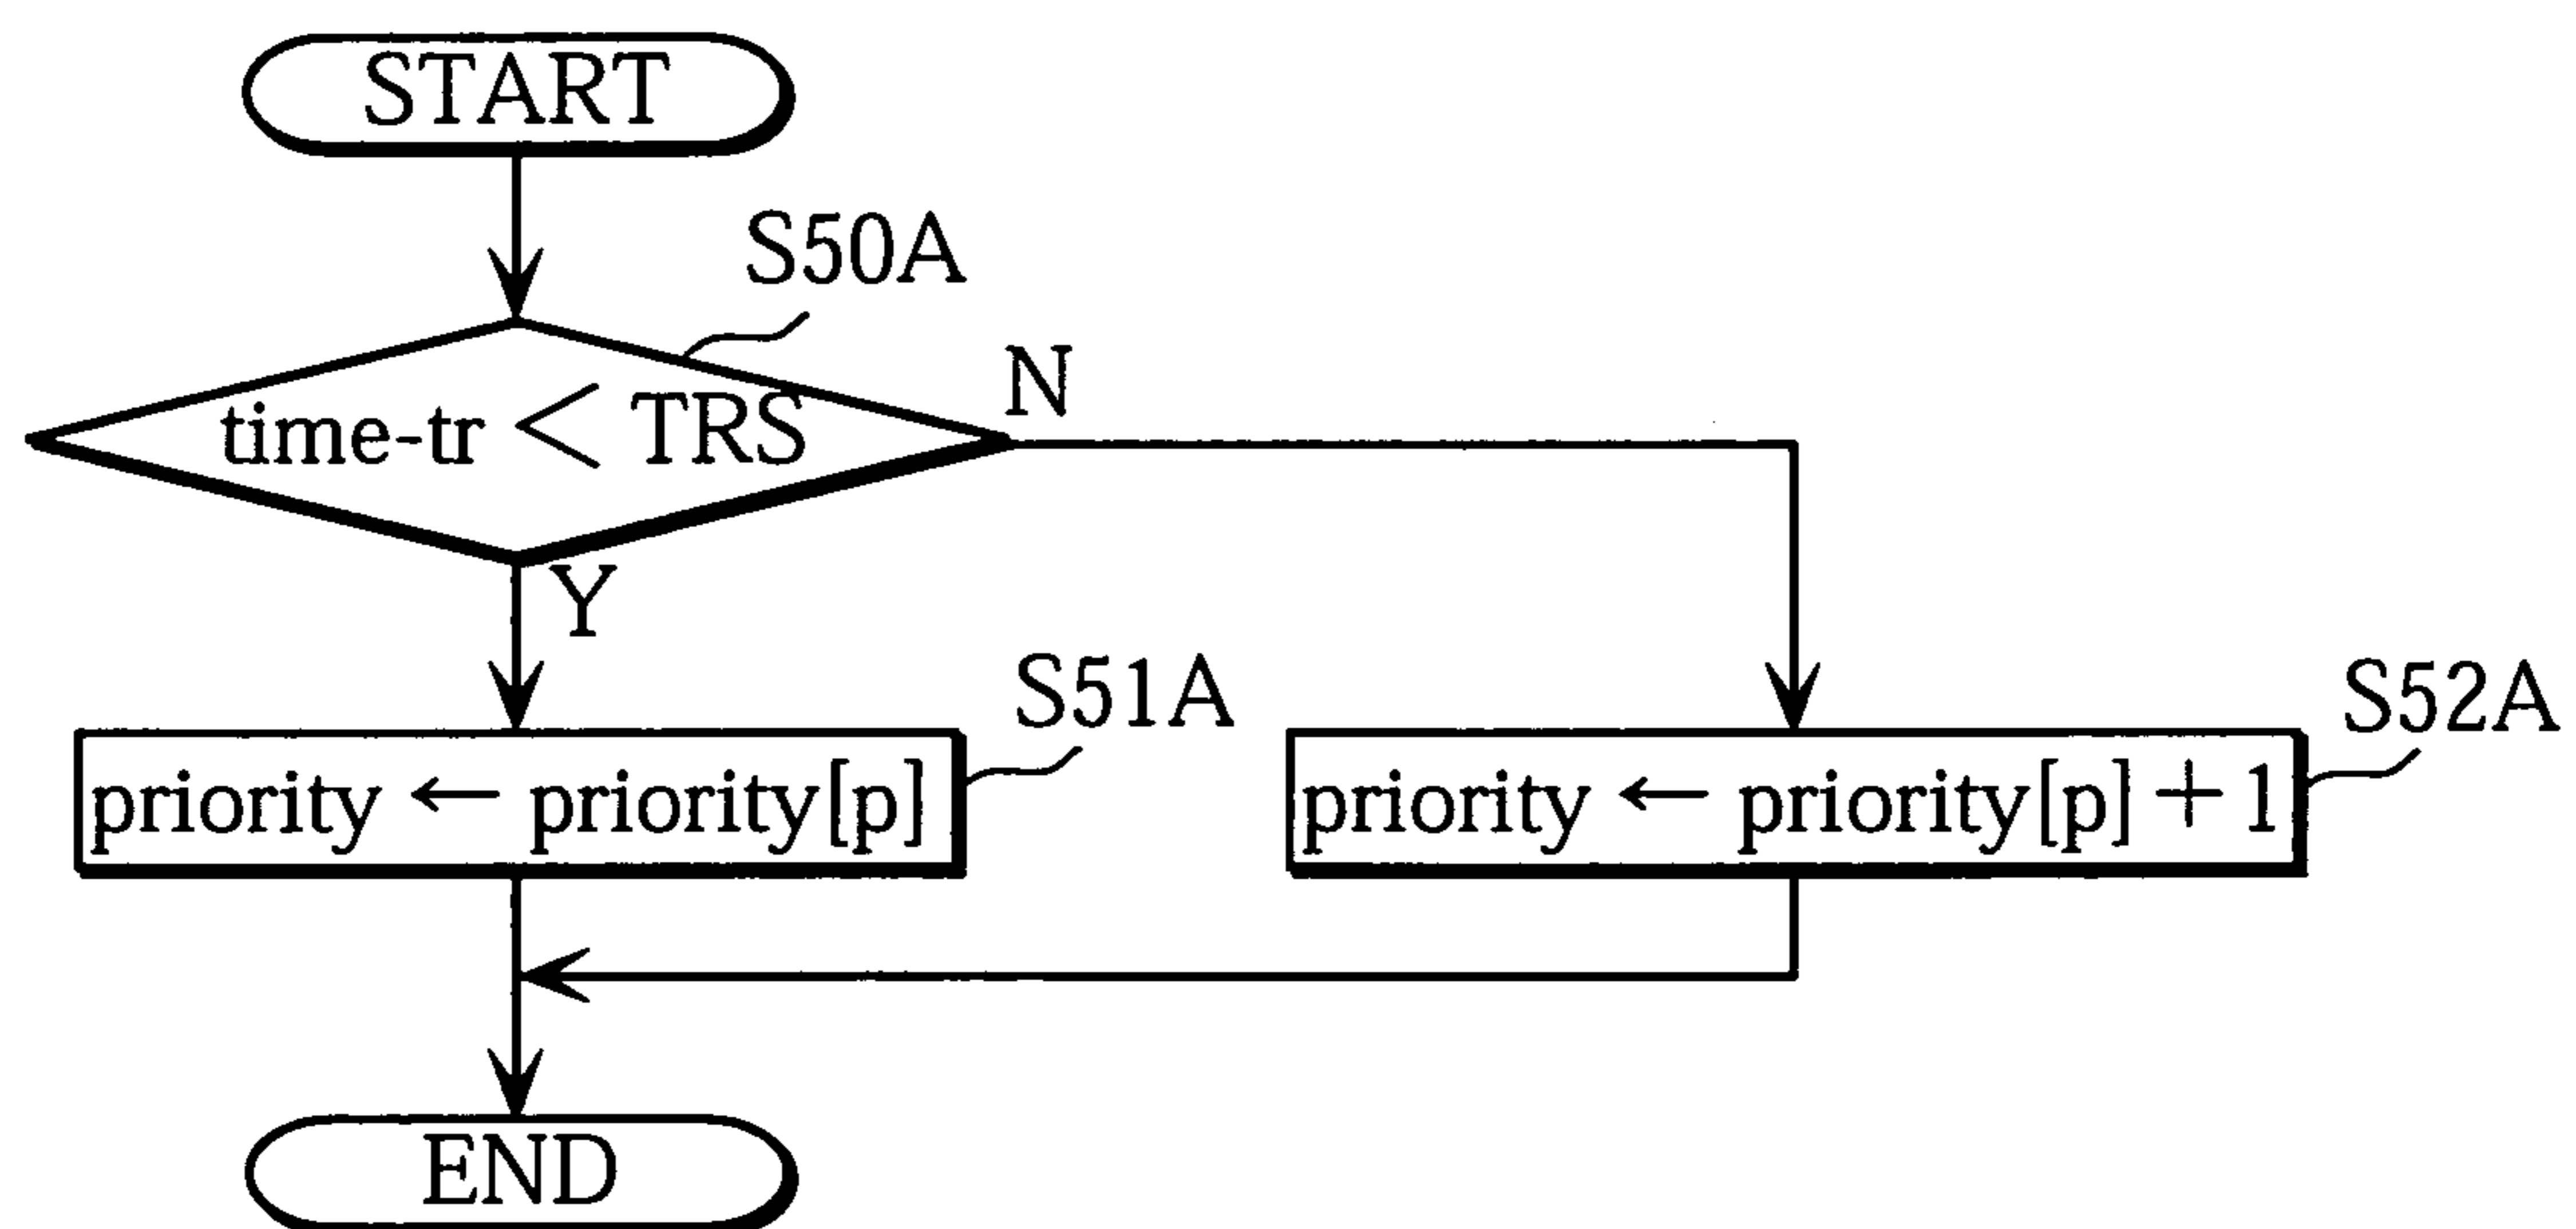 START
S50A
time-tr < TRS
N
Y
S51A
priority ← priority[p]
S52A
priority ← priority[p] + 1
END